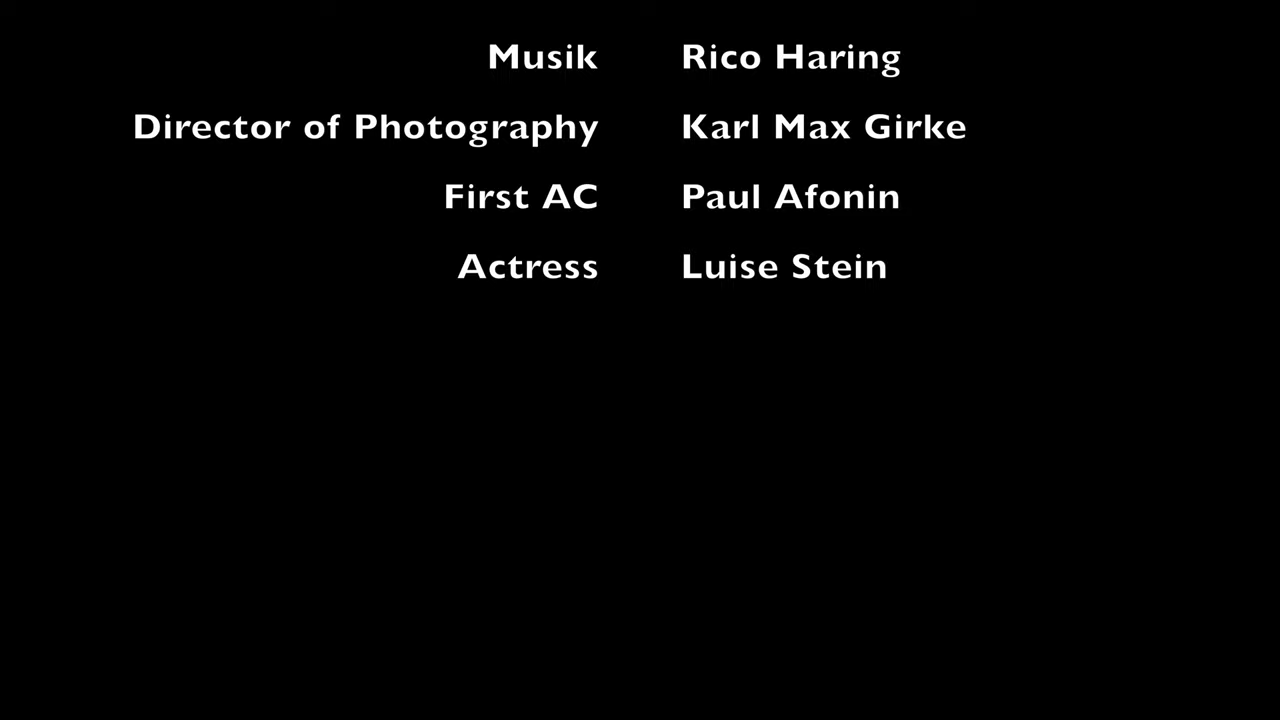 Musik Rico Haring
Director of Photography Karl Max Girke
First AC Paul Afonin
Actress Luise Stein